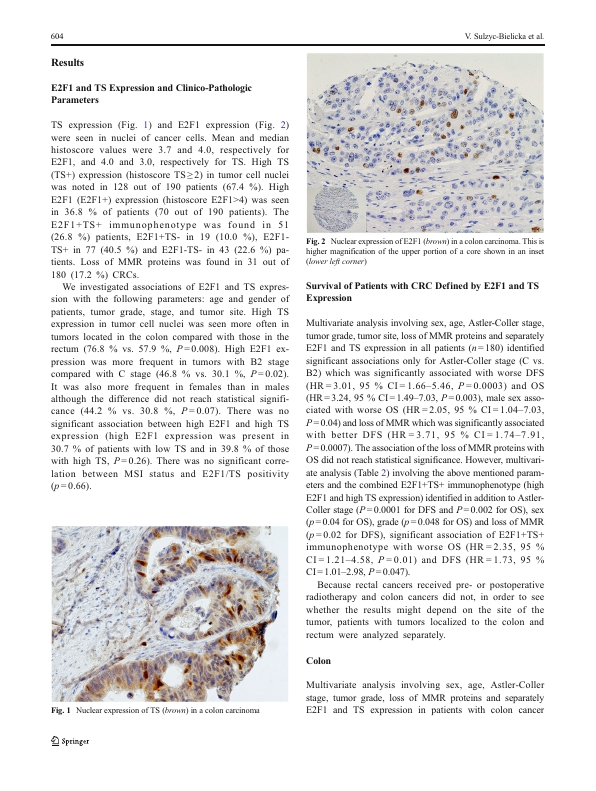 604
V. Sulzyc-Bielicka et al.
Results
E2F1 and TS Expression and Clinico-Pathologic
Parameters
TS expression (Fig. 1) and E2F1 expression (Fig. 2)
were seen in nuclei of cancer cells. Mean and median
histoscore values were 3.7 and 4.0, respectively for
E2F1, and 4.0 and 3.0, respectively for TS. High TS
(TS+) expression (histoscore TS≥2) in tumor cell nuclei
was noted in 128 out of 190 patients (67.4 %). High
E2F1 (E2F1+) expression (histoscore E2F1>4) was seen
in 36.8 % of patients (70 out of 190 patients). The
E2F1+TS+ immunophenotype was found in 51
(26.8 %) patients, E2F1+TS- in 19 (10.0 %), E2F1-
TS+ in 77 (40.5 %) and E2F1-TS- in 43 (22.6 %) pa-
tients. Loss of MMR proteins was found in 31 out of
180 (17.2 %) CRCs.
We investigated associations of E2F1 and TS expres-
sion with the following parameters: age and gender of
patients, tumor grade, stage, and tumor site. High TS
expression in tumor cell nuclei was seen more often in
tumors located in the colon compared with those in the
rectum (76.8 % vs. 57.9 %, P=0.008). High E2F1 ex-
pression was more frequent in tumors with B2 stage
compared with C stage (46.8 % vs. 30.1 %, P=0.02).
It was also more frequent in females than in males
although the difference did not reach statistical signifi-
cance (44.2 % vs. 30.8 %, P=0.07). There was no
significant association between high E2F1 and high TS
expression (high E2F1 expression was present in
30.7 % of patients with low TS and in 39.8 % of those
with high TS, P=0.26). There was no significant corre-
lation between MSI status and E2F1/TS positivity
(p=0.66).
Fig. 1 Nuclear expression of TS (brown) in a colon carcinoma
Fig. 2 Nuclear expression of E2F1 (brown) in a colon carcinoma. This is
higher magnification of the upper portion of a core shown in an inset
(lower left corner)
Survival of Patients with CRC Defined by E2F1 and TS
Expression
Multivariate analysis involving sex, age, Astler-Coller stage,
tumor grade, tumor site, loss of MMR proteins and separately
E2F1 and TS expression in all patients (n=180) identified
significant associations only for Astler-Coller stage (C vs.
B2) which was significantly associated with worse DFS
(HR=3.01, 95 % CI=1.66–5.46, P=0.0003) and OS
(HR=3.24, 95 % CI=1.49–7.03, P=0.003), male sex asso-
ciated with worse OS (HR=2.05, 95 % CI=1.04–7.03,
P=0.04) and loss of MMR which was significantly associated
with better DFS (HR=3.71, 95 % CI=1.74–7.91,
P=0.0007). The association of the loss of MMR proteins with
OS did not reach statistical significance. However, multivari-
ate analysis (Table 2) involving the above mentioned param-
eters and the combined E2F1+TS+ immunophenotype (high
E2F1 and high TS expression) identified in addition to Astler-
Coller stage (P=0.0001 for DFS and P=0.002 for OS), sex
(p=0.04 for OS), grade (p=0.048 for OS) and loss of MMR
(p=0.02 for DFS), significant association of E2F1+TS+
immunophenotype with worse OS (HR=2.35, 95 %
CI=1.21–4.58, P=0.01) and DFS (HR=1.73, 95 %
CI=1.01–2.98, P=0.047).
Because rectal cancers received pre- or postoperative
radiotherapy and colon cancers did not, in order to see
whether the results might depend on the site of the
tumor, patients with tumors localized to the colon and
rectum were analyzed separately.
Colon
Multivariate analysis involving sex, age, Astler-Coller
stage, tumor grade, loss of MMR proteins and separately
E2F1 and TS expression in patients with colon cancer
Springer